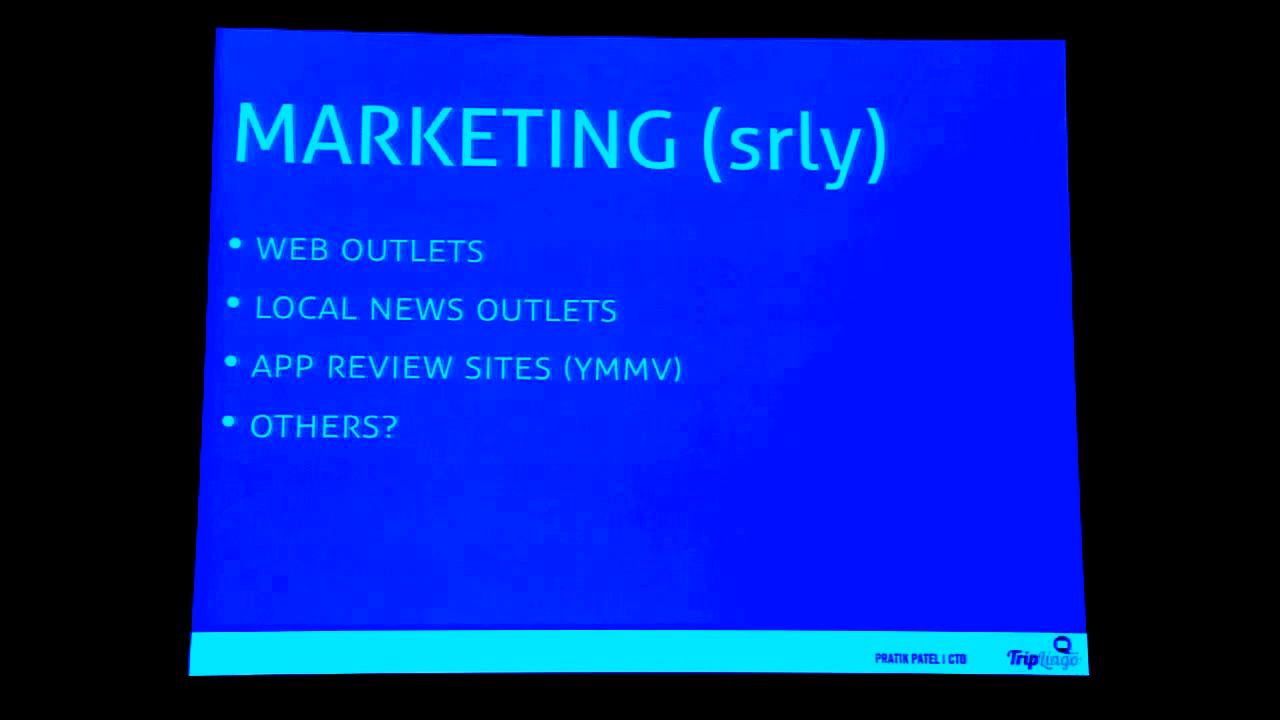 MARKETING (srly)
• WEB OUTLETS
• LOCAL NEWS OUTLETS
• APP REVIEW SITES (YMMV)
• OTHERS?
PRATIK PATEL | CTO
TripLingo